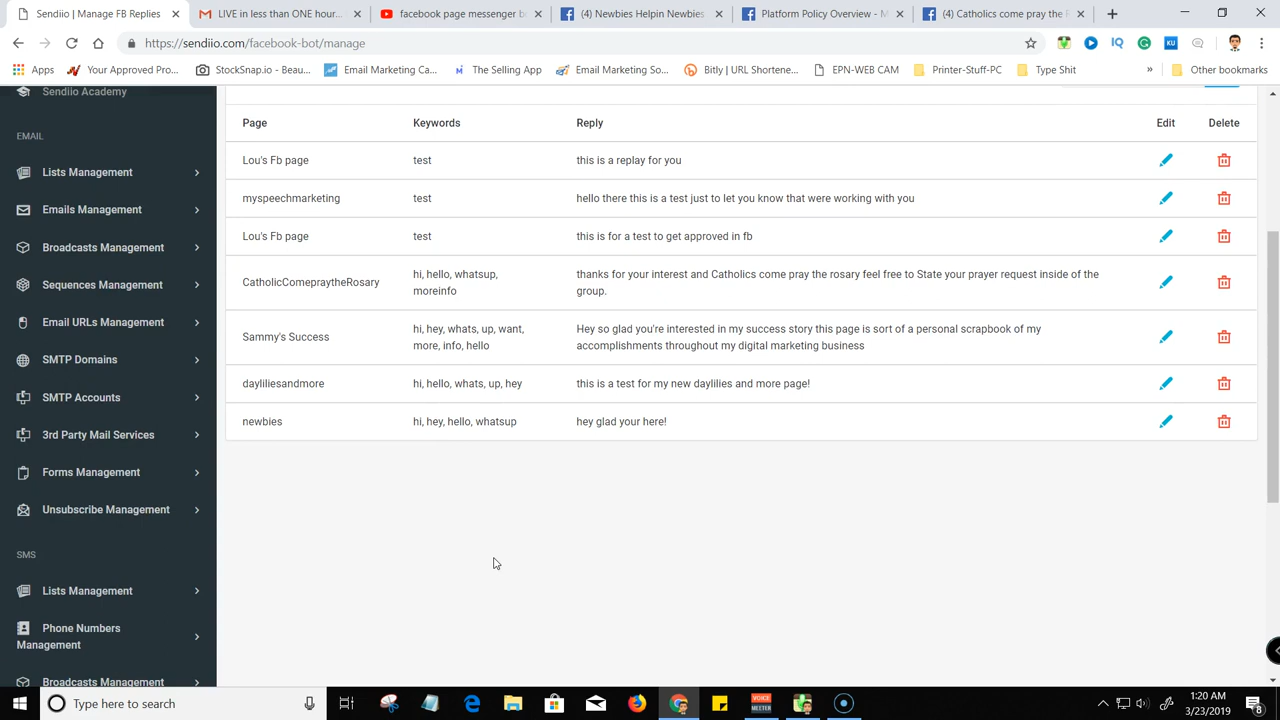 Sendiio | Manage FB Replies
LIVE in less than ONE hour...
facebook page messenger b
(4) Newbies Helpin Newbies
Platform Policy Overview - M
(4) Catholics come pray the
https://sendiio.com/facebook-bot/manage
Apps
Your Approved Pro...
StockSnap.io - Beau...
Email Marketing Ca...
The Selling App
Email Marketing So...
Bitly | URL Shortene...
EPN-WEB CAM
Printer-Stuff-PC
Type Shit
»
Other bookmarks
Sendiio Academy
EMAIL
Lists Management
Emails Management
Broadcasts Management
Sequences Management
Email URLs Management
SMTP Domains
SMTP Accounts
3rd Party Mail Services
Forms Management
Unsubscribe Management
SMS
Lists Management
Phone Numbers
Management
Broadcasts Management
Page Keywords Reply Edit Delete
Lou's Fb page test this is a replay for you
myspeechmarketing test hello there this is a test just to let you know that were working with you
Lou's Fb page test this is for a test to get approved in fb
CatholicComepraytheRosary
hi, hello, whatsup,
moreinfo
thanks for your interest and Catholics come pray the rosary feel free to State your prayer request inside of the
group.
Sammy's Success
hi, hey, whats, up, want,
more, info, hello
Hey so glad you're interested in my success story this page is sort of a personal scrapbook of my
accomplishments throughout my digital marketing business
dayliliesandmore hi, hello, whats, up, hey this is a test for my new daylilies and more page!
newbies hi, hey, hello, whatsup hey glad your here!
Type here to search
VOICE
MEETER
1:20 AM
3/23/2019
8